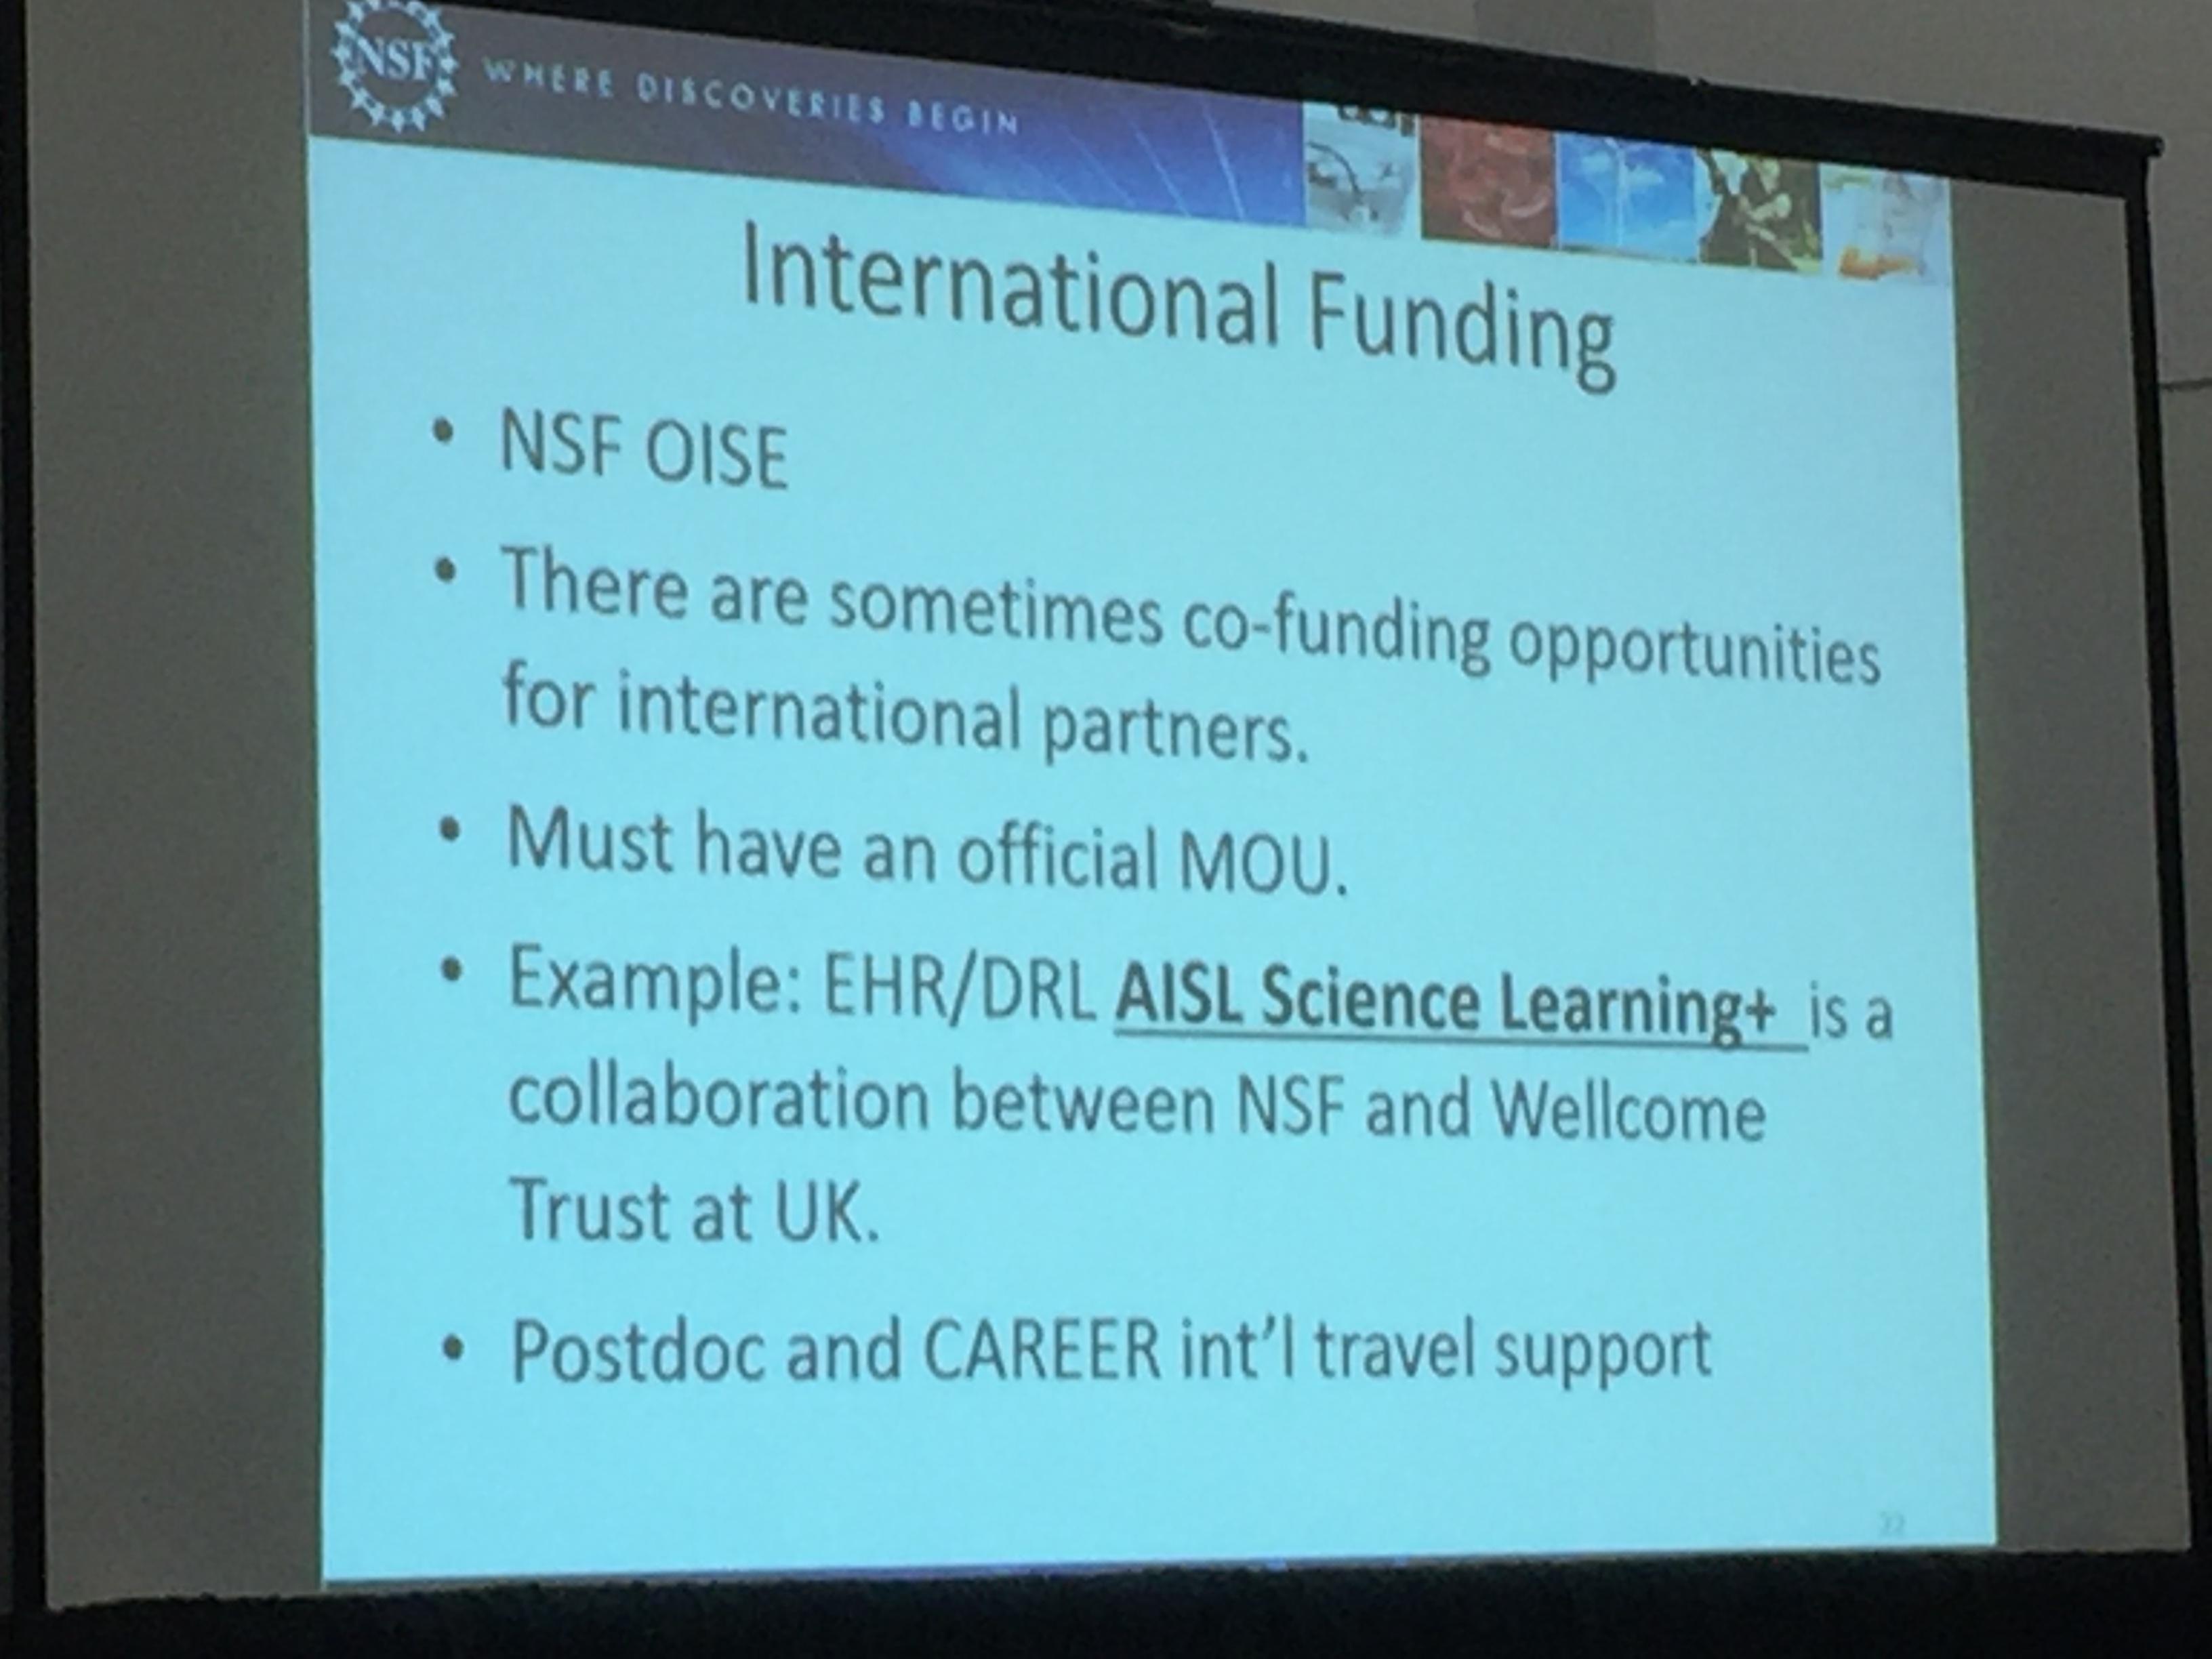 NSF WHERE DISCOVERIES BEGIN
International Funding
• NSF OISE
• There are sometimes co-funding opportunities
for international partners.
• Must have an official MOU.
• Example: EHR/DRL AISL Science Learning+ is a
collaboration between NSF and Wellcome
Trust at UK.
• Postdoc and CAREER int'l travel support